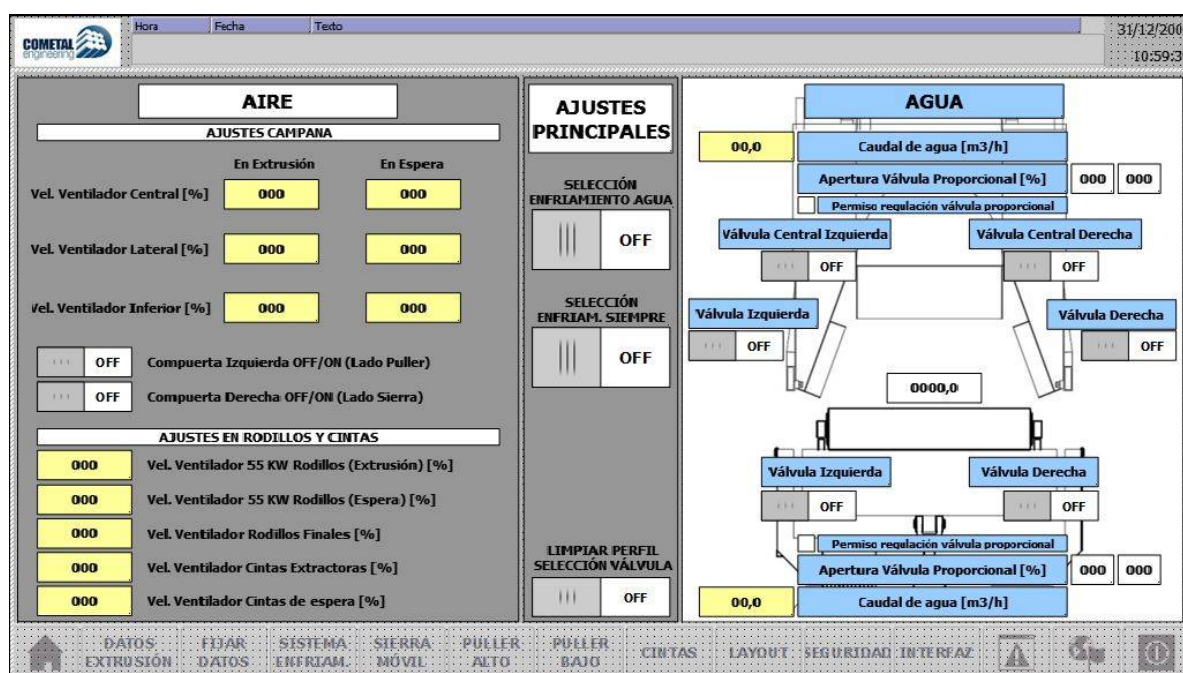 COMETAL
engineering
Hora Fecha Texto
31/12/200
10:59:3
AIRE
AJUSTES CAMPANA
En Extrusión En Espera
Vel. Ventilador Central [%] 000 000
Vel. Ventilador Lateral [%] 000 000
Vel. Ventilador Inferior [%] 000 000
OFF Compuerta Izquierda OFF/ON (Lado Puller)
OFF Compuerta Derecha OFF/ON (Lado Sierra)
AJUSTES EN RODILLOS Y CINTAS
000 Vel. Ventilador 55 KW Rodillos (Extrusión) [%]
000 Vel. Ventilador 55 KW Rodillos (Espera) [%]
000 Vel. Ventilador Rodillos Finales [%]
000 Vel. Ventilador Cintas Extractoras [%]
000 Vel. Ventilador Cintas de espera [%]
AJUSTES
PRINCIPALES
SELECCIÓN
ENFRIAMIENTO AGUA
OFF
SELECCIÓN
ENFRIAM. SIEMPRE
OFF
LIMPIAR PERFIL
SELECCIÓN VÁLVULA
OFF
AGUA
00,0 Caudal de agua [m3/h]
Apertura Válvula Proporcional [%] 000 000
Permiso regulación válvula proporcional
Válvula Central Izquierda Válvula Central Derecha
OFF OFF
Válvula Izquierda Válvula Derecha
OFF OFF
0000,0
Válvula Izquierda Válvula Derecha
OFF OFF
Permiso regulación válvula proporcional
Apertura Válvula Proporcional [%] 000 000
00,0 Caudal de agua [m3/h]
DATOS
EXTRUSIÓN
FIJAR
DATOS
SISTEMA
ENFRIAM.
SIERRA
MÓVIL
PULLER
ALTO
PULLER
BAJO
CINTAS
LAYOUT
SEGURIDAD
INTERFAZ